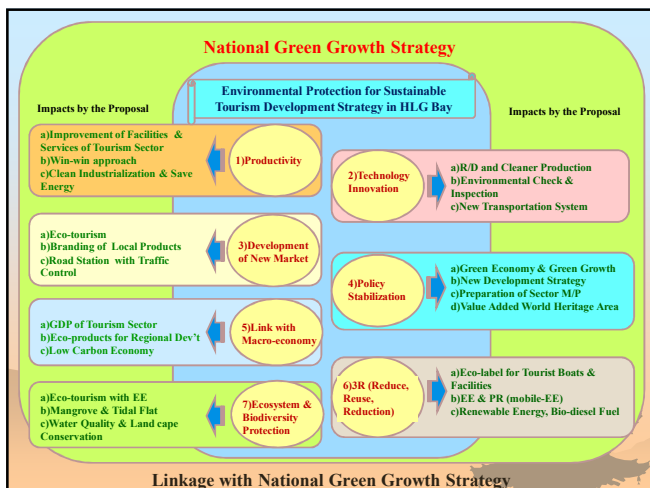 National Green Growth Strategy
Environmental Protection for Sustainable
Tourism Development Strategy in HLG Bay
Impacts by the Proposal
Impacts by the Proposal
a)Improvement of Facilities &
Services of Tourism Sector
b)Win-win approach
c)Clean Industrialization & Save
Energy
1)Productivity
2)Technology
Innovation
a)R/D and Cleaner Production
b)Environmental Check &
Inspection
c)New Transportation System
a)Eco-tourism
b)Branding of Local Products
c)Road Station with Traffic
Control
3)Development
of New Market
4)Policy
Stabilization
a)Green Economy & Green Growth
b)New Development Strategy
c)Preparation of Sector M/P
d)Value Added World Heritage Area
a)GDP of Tourism Sector
b)Eco-products for Regional Dev't
c)Low Carbon Economy
5)Link with
Macro-economy
6)3R (Reduce,
Reuse,
Reduction)
a)Eco-label for Tourist Boats &
Facilities
b)EE & PR (mobile-EE)
c)Renewable Energy, Bio-diesel Fuel
a)Eco-tourism with EE
b)Mangrove & Tidal Flat
c)Water Quality & Land cape
Conservation
7)Ecosystem &
Biodiversity
Protection
Linkage with National Green Growth Strategy